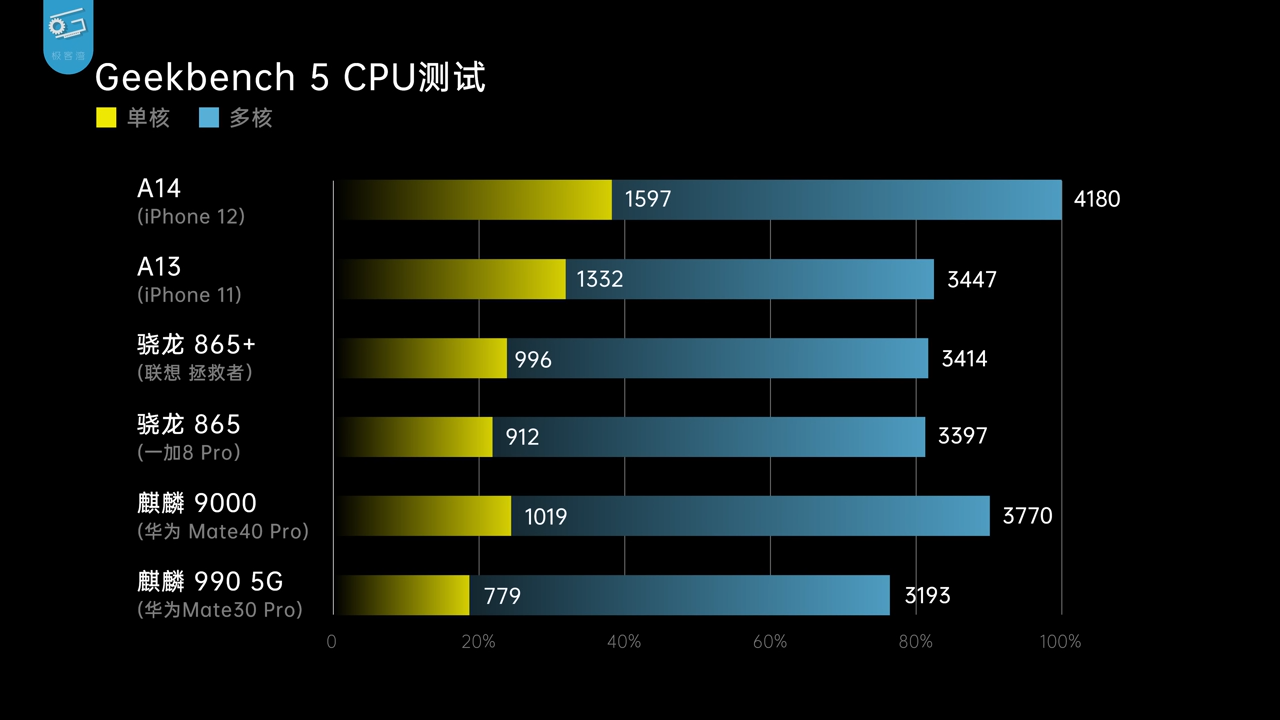 极客湾
Geekbench 5 CPU测试
单核 多核
A14
(iPhone 12)
1597 4180
A13
(iPhone 11)
1332 3447
骁龙 865+
(联想 拯救者)
996 3414
骁龙 865
(一加8 Pro)
912 3397
麒麟 9000
(华为 Mate40 Pro)
1019 3770
麒麟 990 5G
(华为Mate30 Pro)
779 3193
0 20% 40% 60% 80% 100%